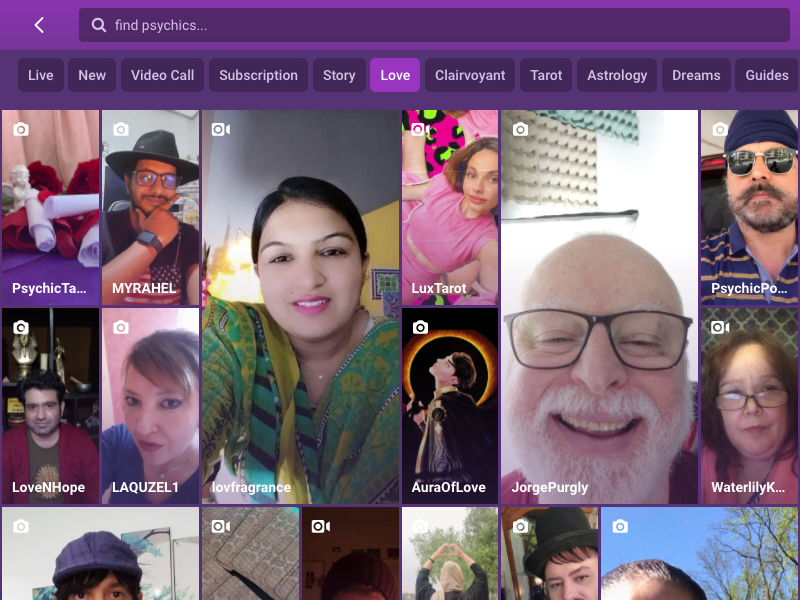 find psychics...
Live
New
Video Call
Subscription
Story
Love
Clairvoyant
Tarot
Astrology
Dreams
Guides
PsychicTa...
MYRAHEL
LuxTarot
PsychicPo...
LoveNHope
LAQUZEL1
lovfragrance
AuraOfLove
JorgePurgly
WaterlilyK...